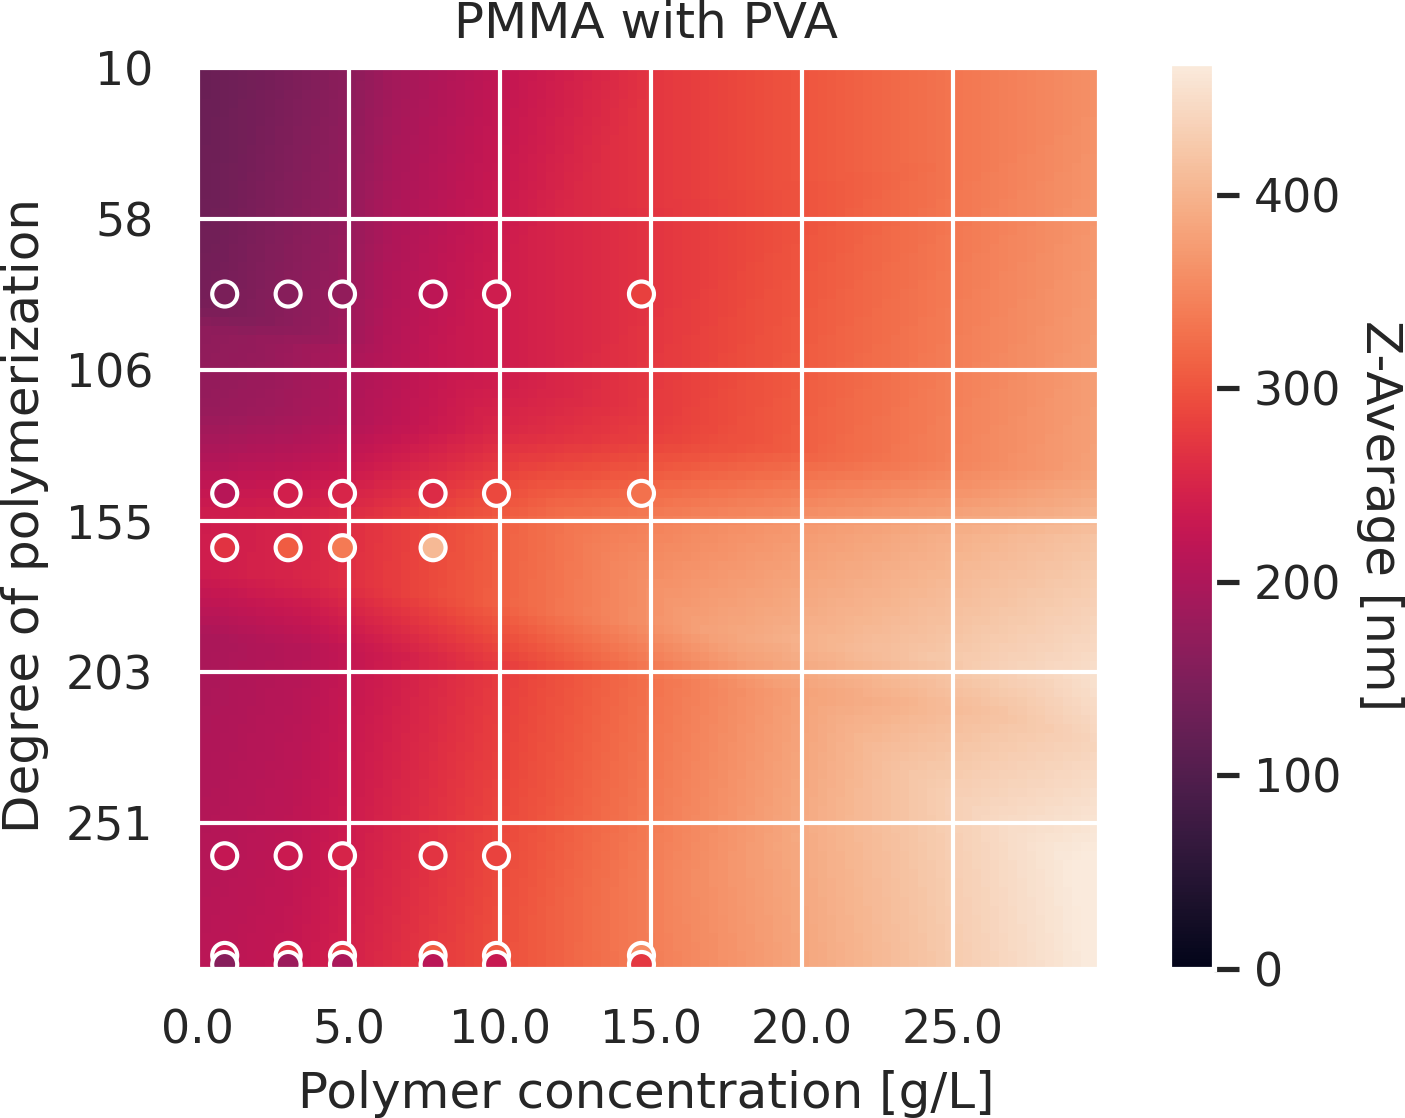 PMMA with PVA
10
58
106
155
203
251
Degree of polymerization
0.0 5.0 10.0 15.0 20.0 25.0
Polymer concentration [g/L]
400
300
200
100
0
Z-Average [nm]